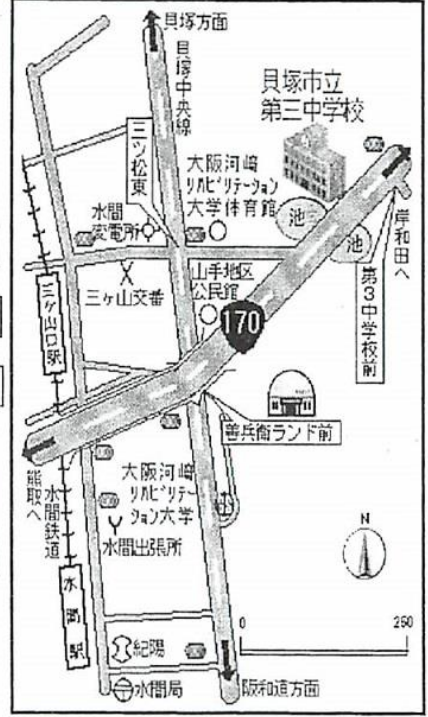 貝塚方面
貝塚中央線
貝塚市立
第三中学校
三ツ松東
大阪河﨑
リハビリテーション
大学体育館
水間
変電所
池
池
岸和田へ
三ヶ山交番
山手地区
公民館
第3中学校前
三ケ山口駅
170
善兵衛ランド前
熊取へ
水間鉄道
大阪河﨑
リハビリテー
ション大学
水間出張所
N
水間駅
紀陽
0
250
水間局
阪和道方面